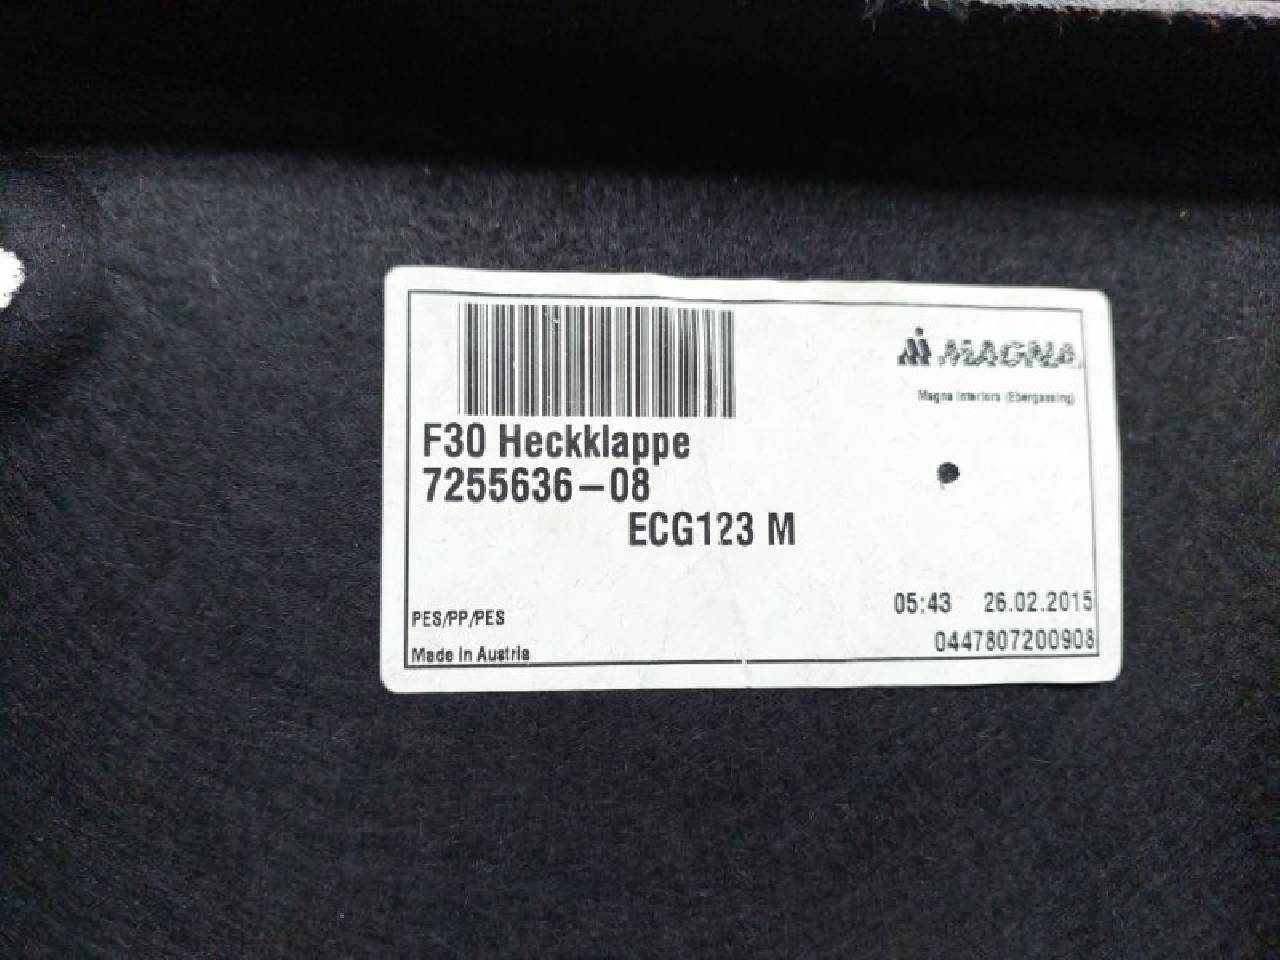 MAGNA
Magna Interiors (Ebergassing)
F30 Heckklappe
7255636-08
ECG123 M
05:43 26.02.2015
PES/PP/PES
0447807200908
Made in Austria